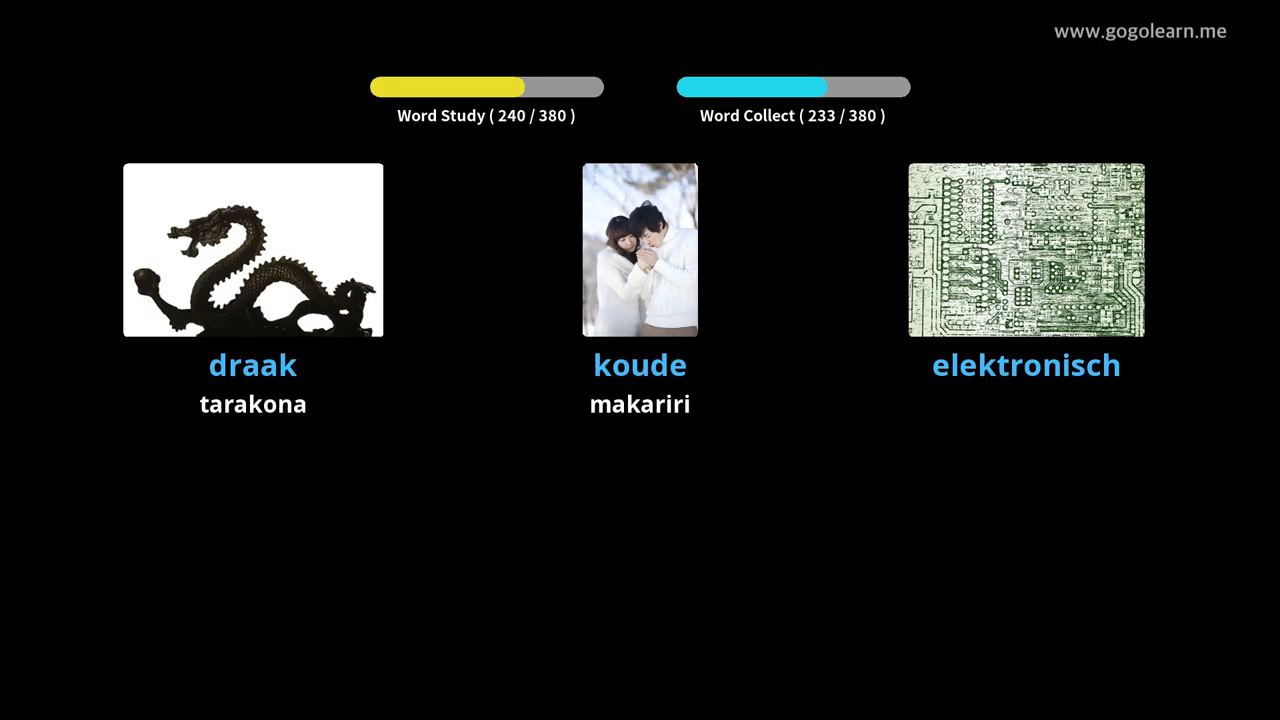 www.gogolearn.me
Word Study ( 240 / 380 )
Word Collect ( 233 / 380 )
draak
koude
elektronisch
tarakona
makariri